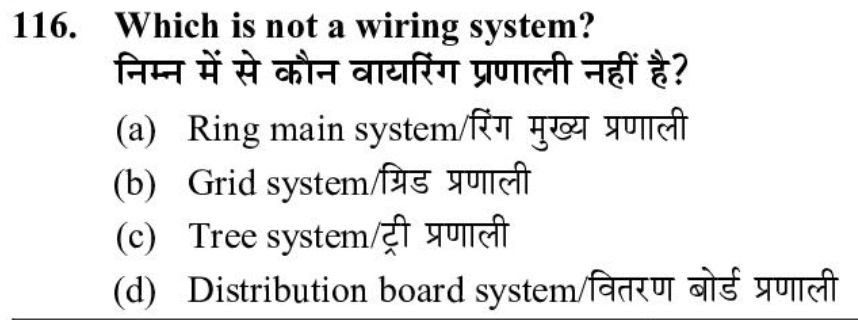 116. Which is not a wiring system?
निम्न में से कौन वायरिंग प्रणाली नहीं है?
(a) Ring main system/रिंग मुख्य प्रणाली
(b) Grid system/ग्रिड प्रणाली
(c) Tree system/ट्री प्रणाली
(d) Distribution board system/वितरण बोर्ड प्रणाली